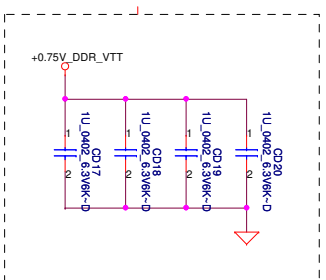 +0.75V_DDR_VTT
1
1
1
1
1U_0402_6.3V6K~D
CD17
1U_0402_6.3V6K~D
CD18
1U_0402_6.3V6K~D
CD19
1U_0402_6.3V6K~D
CD20
2
2
2
2